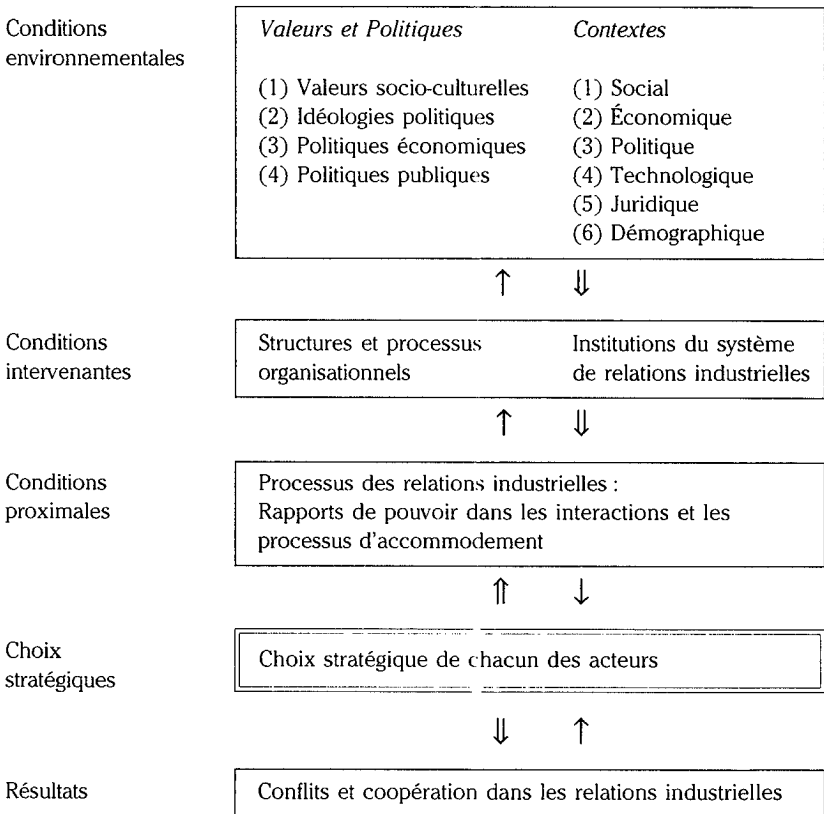 Conditions
environnementales
Valeurs et Politiques
(1) Valeurs socio-culturelles
(2) Idéologies politiques
(3) Politiques économiques
(4) Politiques publiques
Contextes
(1) Social
(2) Économique
(3) Politique
(4) Technologique
(5) Juridique
(6) Démographique
↑ ⇓
Conditions
intervenantes
Structures et processus
organisationnels
Institutions du système
de relations industrielles
↑ ⇓
Conditions
proximales
Processus des relations industrielles :
Rapports de pouvoir dans les interactions et les
processus d'accommodement
⇑ ↓
Choix
stratégiques
Choix stratégique de chacun des acteurs
⇓ ↑
Résultats
Conflits et coopération dans les relations industrielles